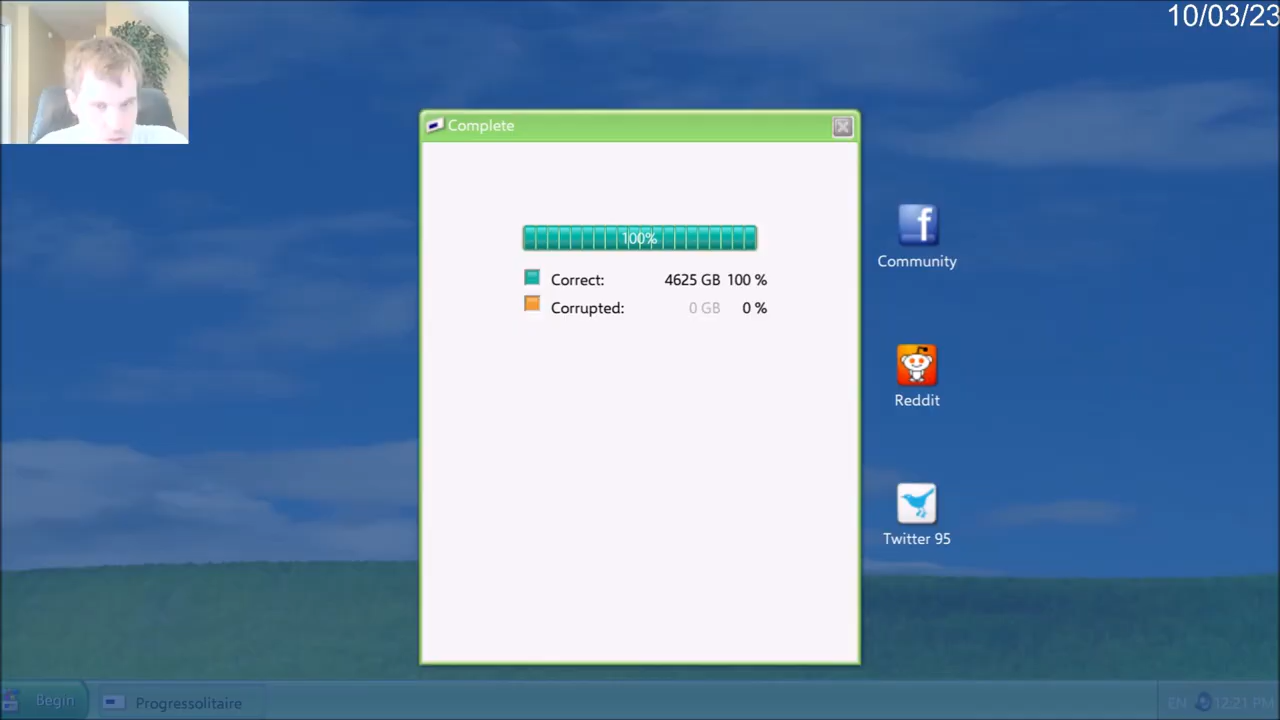 10/03/23
Complete
100%
Correct: 4625 GB 100 %
Corrupted: 0 GB 0 %
Community
Reddit
Twitter 95
Begin
Progressolitaire
EN 12:21 PM